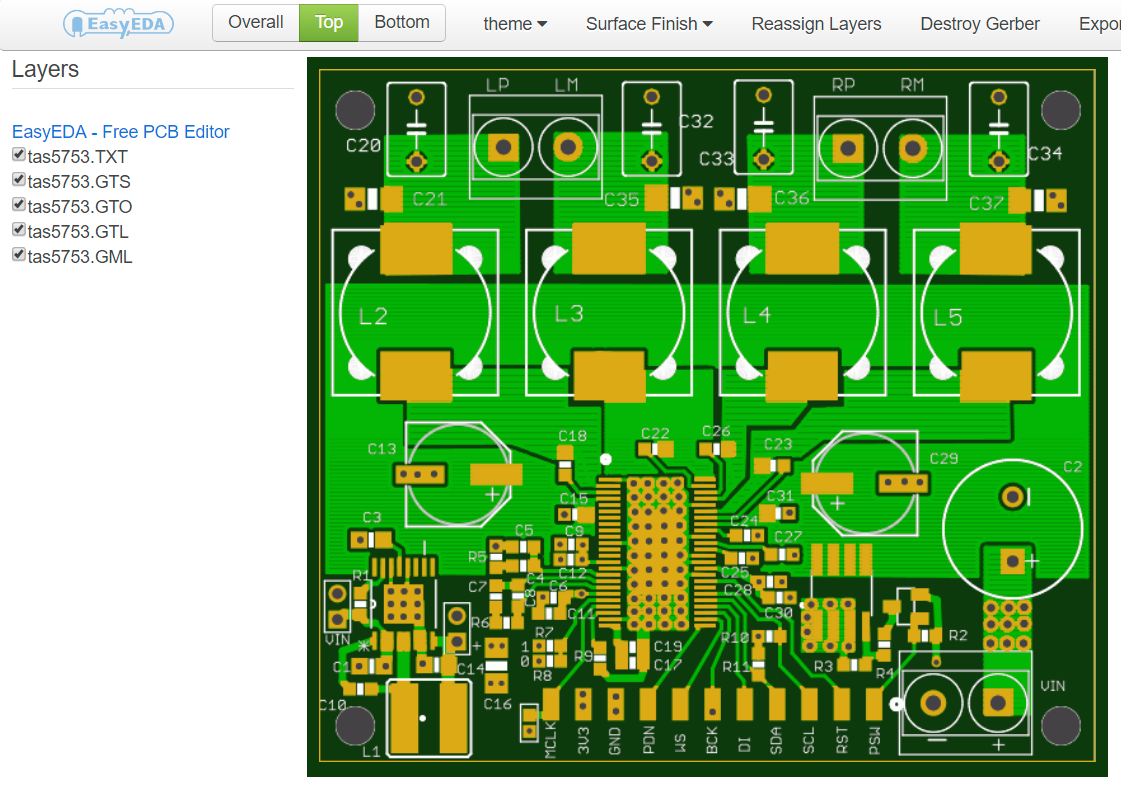 EasyEDA Overall Top Bottom theme Surface Finish Reassign Layers Destroy Gerber Expor
Layers
EasyEDA - Free PCB Editor
tas5753.TXT
tas5753.GTS
tas5753.GTO
tas5753.GTL
tas5753.GML
LP LM RP RM
C20 C32 C33 C34
C21 C35 C36 C37
L2 L3 L4 L5
C13 C18 C22 C26 C23 C29 C2
+ +
C15 C31
C3 C5 C9 C24 C27
R5 C12 C25 +
R1 C7 C4 C6 C28
C8 C11 C30
VIN R6 R7 R10 R2
* + 1 C19
C1 C14 0 R9 C17 R11 R3 R4
R8
C10 C16 VIN
L1 MCLK 3V3 GND PDN WS BCK DI SDA SCL RST PSW - +